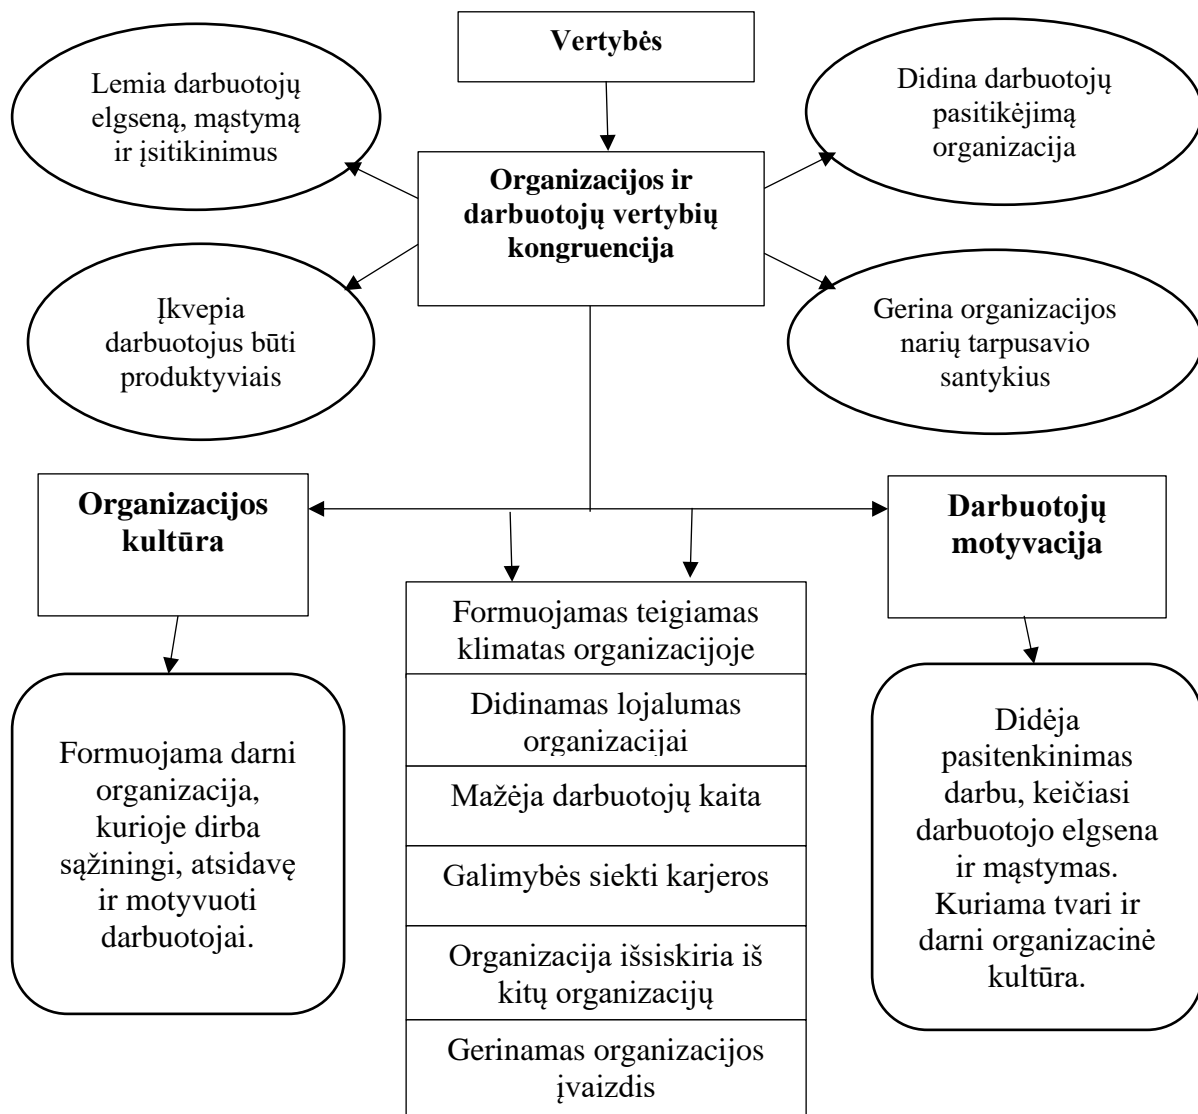 Vertybės
Lemia darbuotojų
elgseną, mąstymą
ir įsitikinimus
Didina darbuotojų
pasitikėjimą
organizacija
Organizacijos ir
darbuotojų vertybių
kongruencija
Įkvepia
darbuotojus būti
produktyviais
Gerina organizacijos
narių tarpusavio
santykius
Organizacijos
kultūra
Darbuotojų
motyvacija
Formuojamas teigiamas
klimatas organizacijoje
Didinamas lojalumas
organizacijai
Mažėja darbuotojų kaita
Galimybės siekti karjeros
Organizacija išsiskiria iš
kitų organizacijų
Gerinamas organizacijos
įvaizdis
Formuojama darni
organizacija,
kurioje dirba
sąžiningi, atsidavę
ir motyvuoti
darbuotojai.
Didėja
pasitenkinimas
darbu, keičiasi
darbuotojo elgsena
ir mąstymas.
Kuriama tvari ir
darni organizacinė
kultūra.